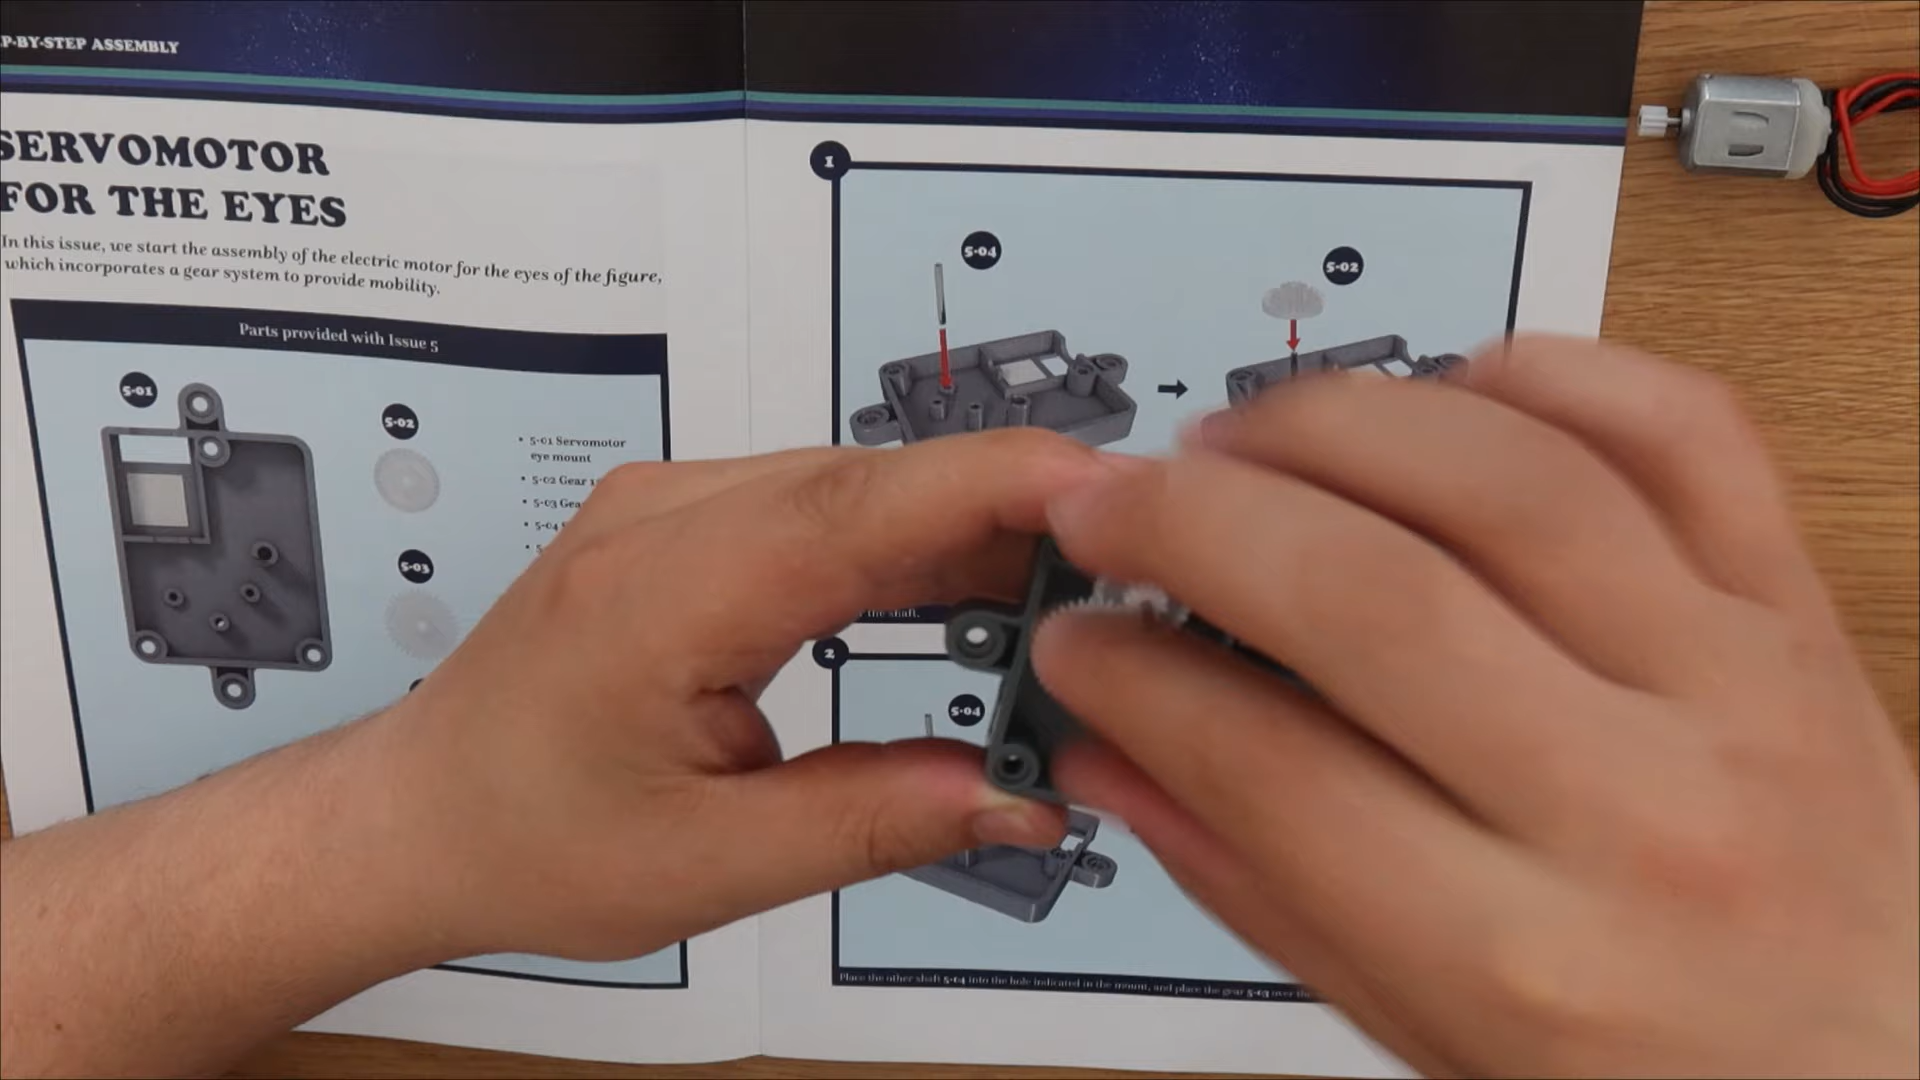 P-BY-STEP ASSEMBLY
SERVOMOTOR
FOR THE EYES
In this issue, we start the assembly of the electric motor for the eyes of the figure,
which incorporates a gear system to provide mobility.
Parts provided with Issue 5
5-01
5-02
5-03
• 5-01 Servomotor
eye mount
• 5-02 Gear
• 5-03
• 5-04
1
5-04
5-02
the shaft.
2
5-04
Place the other shaft 5-04 into the hole indicated in the mount, and place the gear 5-03 over the